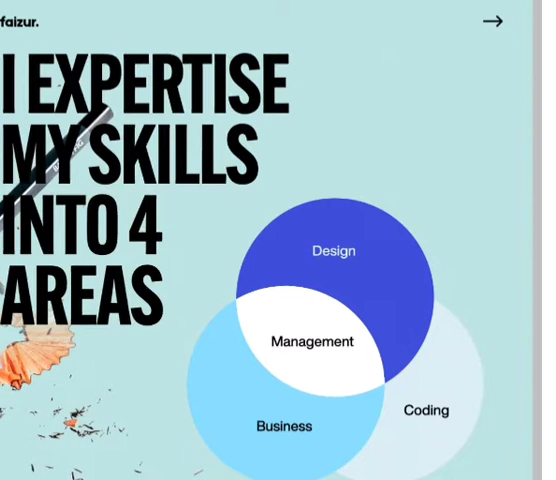 faizur.
I EXPERTISE
MY SKILLS
INTO 4
AREAS
Design
Management
Coding
Business